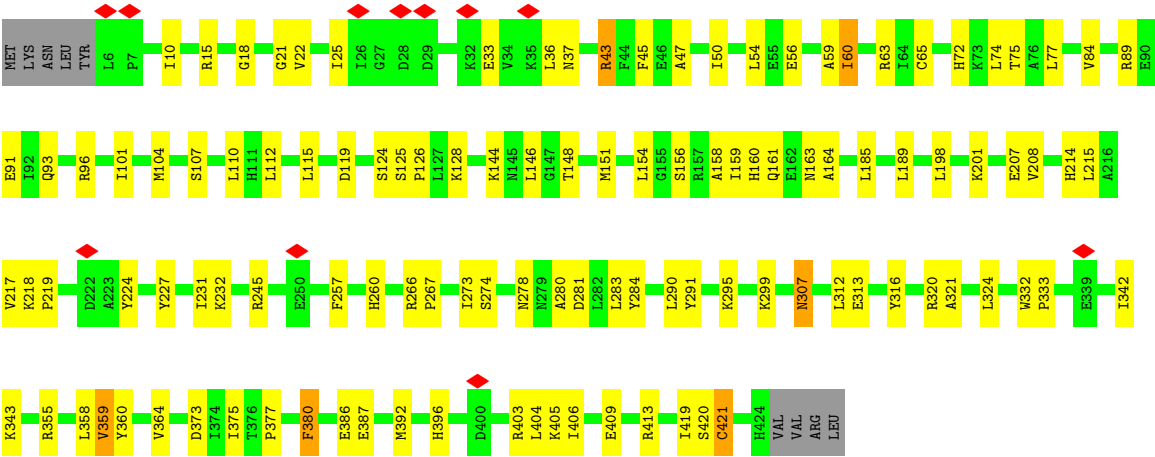 MET LYS ASN LEU TYR L6 P7 I10 R15 G18 G21 V22 I25 I26 G27 D28 D29 K32 E33 V34 K35 L36 N37 R43 F44 F45 E46 A47 I50 L54 E55 E56 A59 I60 R63 I64 C65 H72 K73 L74 T75 A76 L77 V84 R89 E90
E91 I92 Q93 R96 I101 M104 S107 L110 H111 L112 L115 D119 S124 S125 P126 L127 K128 K144 N145 L146 G147 T148 M151 L154 G155 S156 R157 A158 I159 H160 Q161 E162 N163 A164 L185 L189 L198 K201 E207 V208 H214 L215 A216
V217 K218 P219 D222 A223 Y224 Y227 I231 K232 R245 E250 F257 H260 R266 P267 I273 S274 N278 N279 A280 D281 L282 L283 Y284 L290 Y291 K295 K299 N307 L312 E313 Y316 R320 A321 L324 W332 P333 E339 I342
K343 R355 L358 V359 Y360 V364 D373 I374 I375 T376 P377 F380 E386 E387 M392 H396 D400 R403 L404 K405 I406 E409 R413 I419 S420 C421 H424 VAL VAL ARG LEU